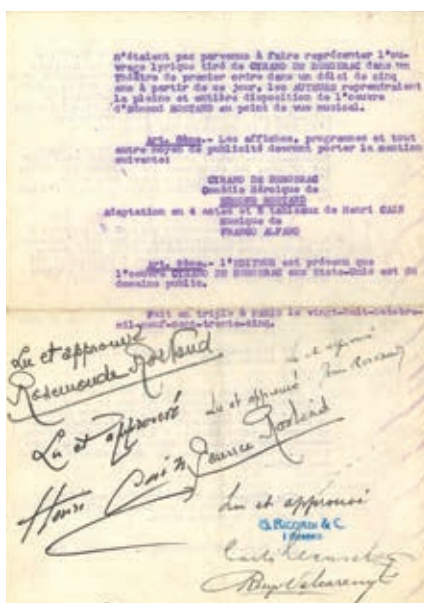 n'étaient pas parvenus à faire représenter l'ou-
vrage lyrique tiré de CYRANO DE BERGERAC dans un
théâtre de premier ordre dans un délai de cinq
ans à partir de ce jour, les AUTEURS reprendraient
la pleine et entière disposition de l'oeuvre
d'Edmond ROSTAND au point de vue musical.
Art. 8ème.- Les affiches, programmes et tout
autre moyen de publicité devront porter la mention
suivante:
CYRANO DE BERGERAC
Comédie Héroïque de
EDMOND ROSTAND
Adaptation en 4 actes et 5 tableaux de Henri CAIN
Musique de
FRANCO ALFANO
Art. 9ème.- L'EDITEUR est prévenu que
l'oeuvre CYRANO DE BERGERAC aux Etats-Unis est du
domaine public.
Fait en triple à PARIS le vingt-huit octobre
mil-neuf-cent-trente-cinq.
Lu et approuvé
Rosemonde Rostand
Lu et approuvé
Lu et approuvé
Lu et approuvé
Henri Cain
Maurice Rostand
Lu et approuvé
G. RICORDI & C.